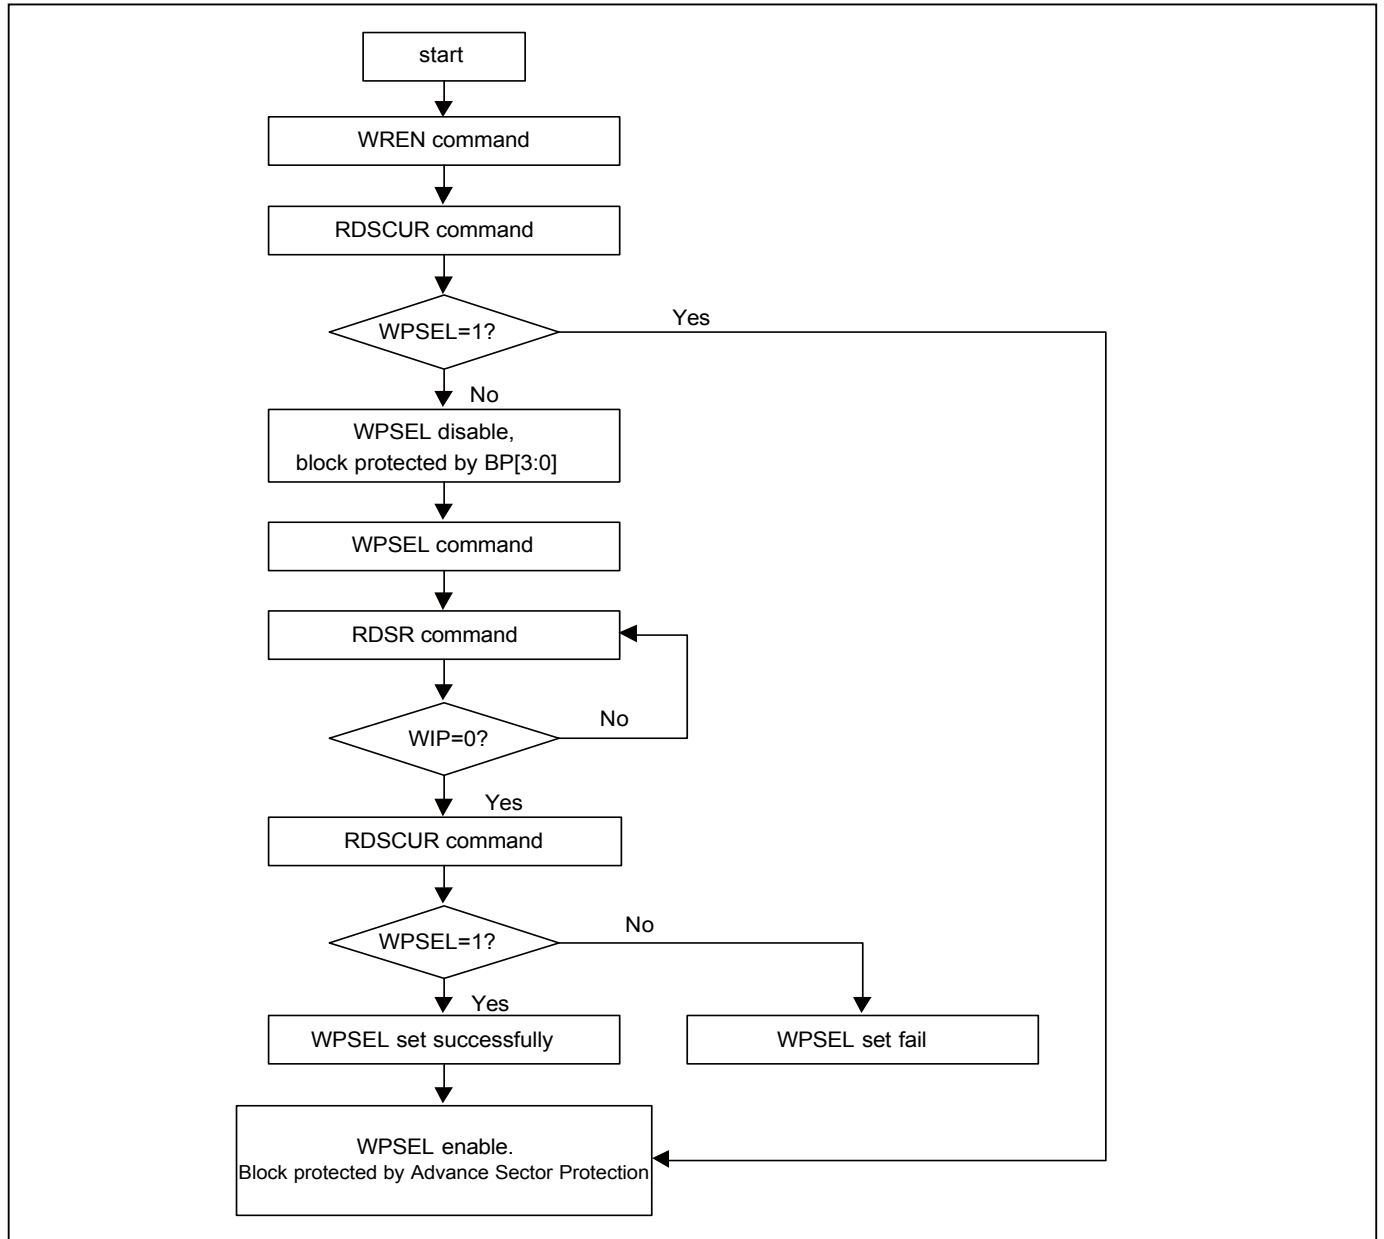 start
WREN command
RDSCUR command
WPSEL=1?
Yes
No
WPSEL disable,
block protected by BP[3:0]
WPSEL command
RDSR command
WIP=0?
No
Yes
RDSCUR command
WPSEL=1?
No
Yes
WPSEL set successfully
WPSEL set fail
WPSEL enable.
Block protected by Advance Sector Protection